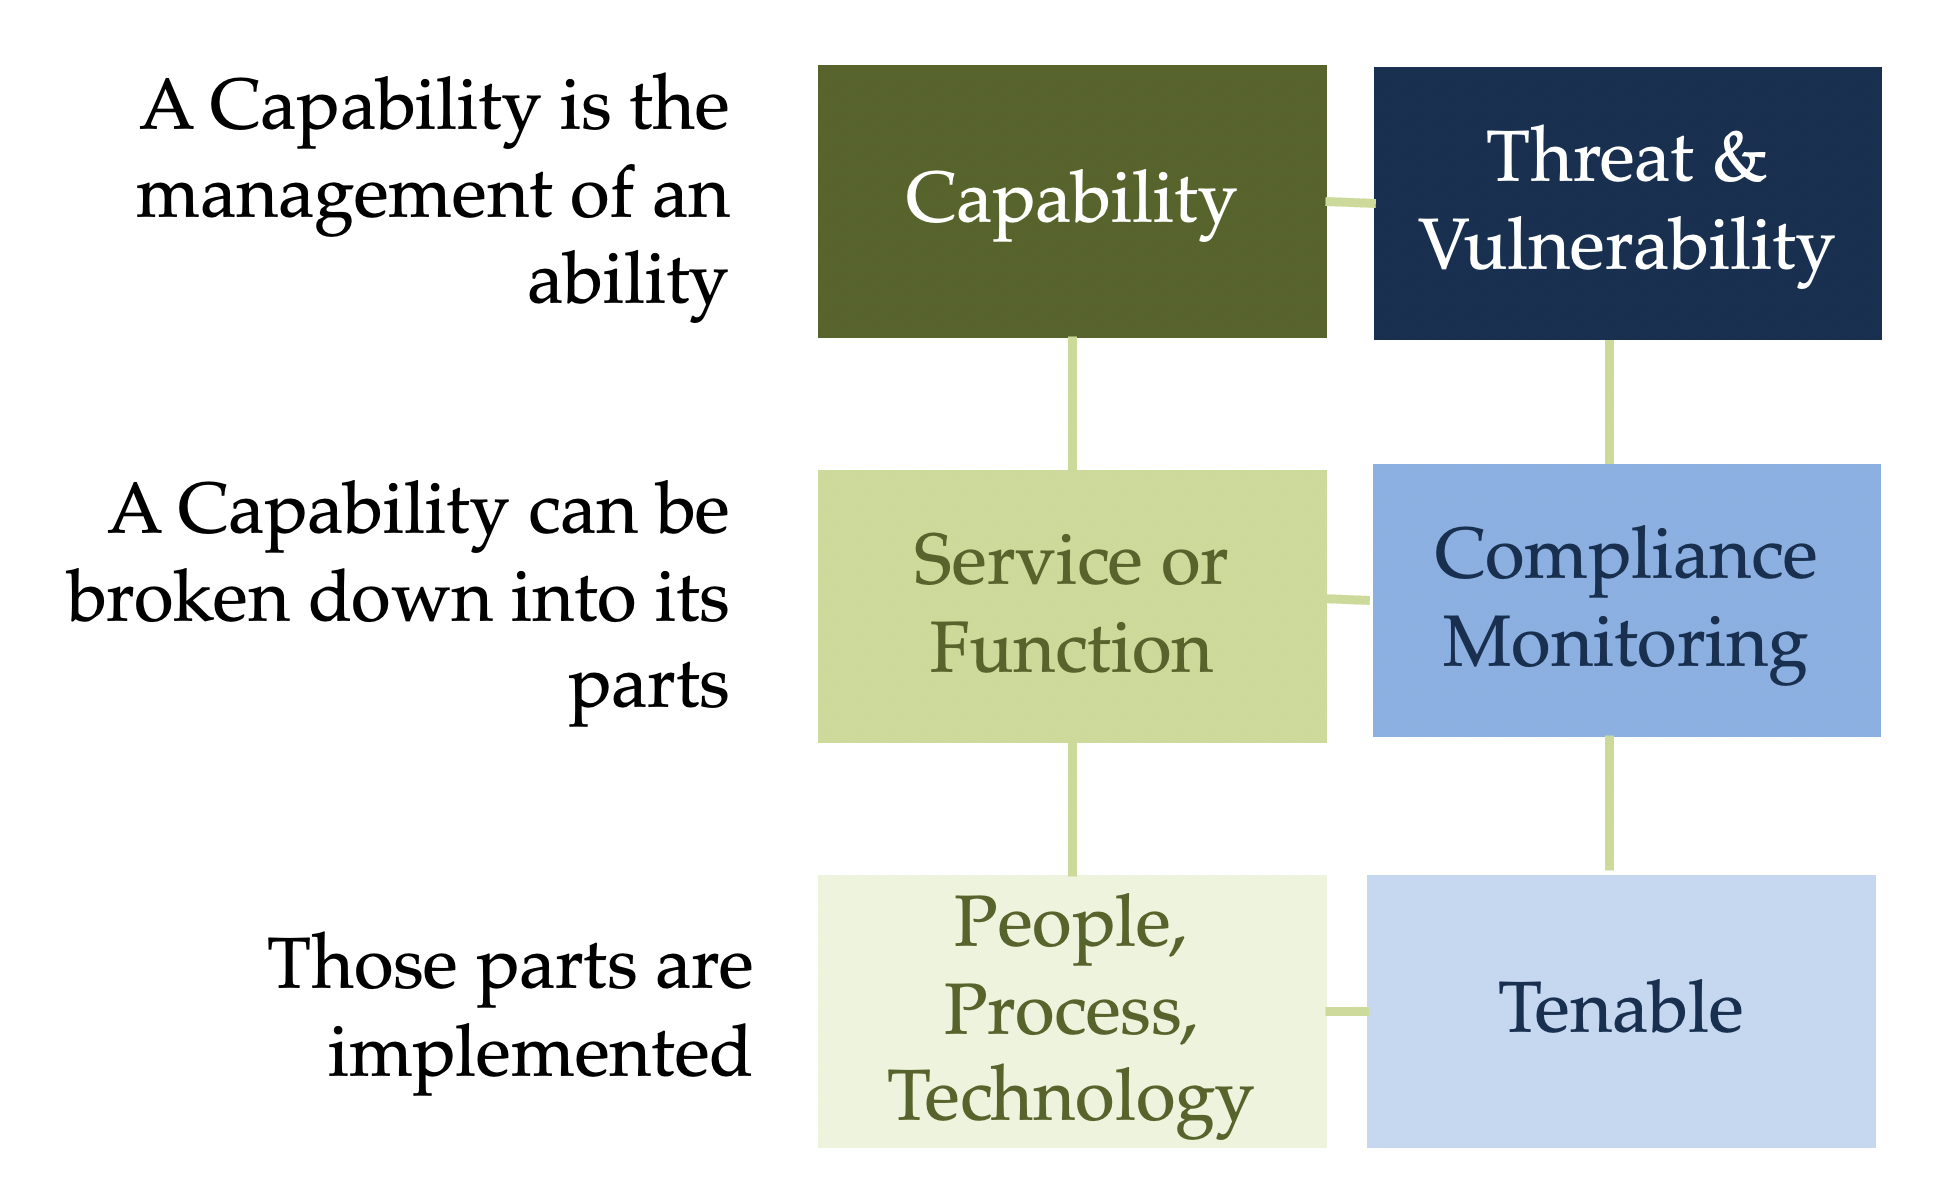 A Capability is the
management of an
ability
Capability
Threat &
Vulnerability
A Capability can be
broken down into its
parts
Service or
Function
Compliance
Monitoring
Those parts are
implemented
People,
Process,
Technology
Tenable